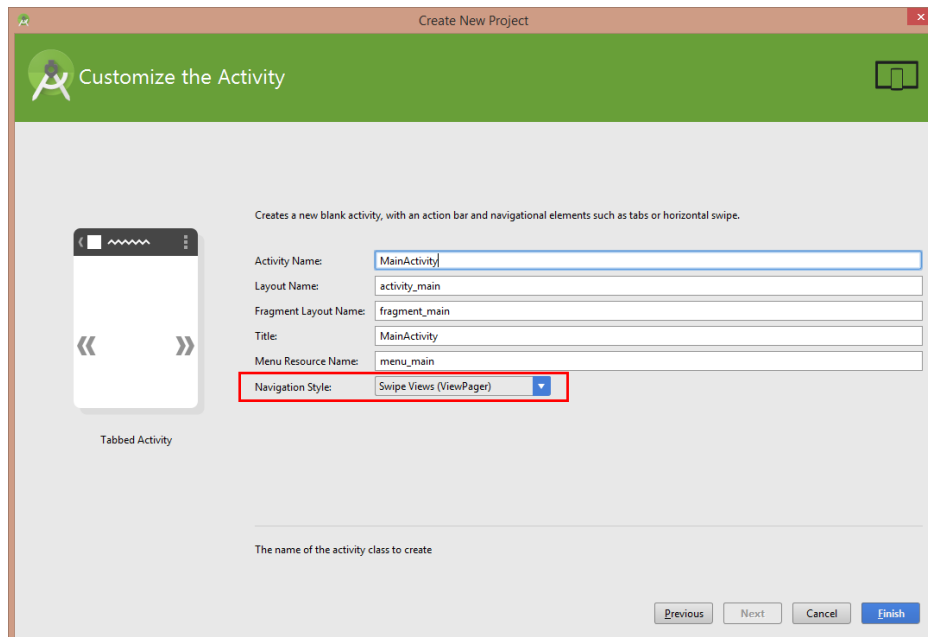 Create New Project
Customize the Activity
Creates a new blank activity, with an action bar and navigational elements such as tabs or horizontal swipe.
Activity Name: MainActivity
Layout Name: activity_main
Fragment Layout Name: fragment_main
Title: MainActivity
Menu Resource Name: menu_main
Navigation Style: Swipe Views (ViewPager)
Tabbed Activity
The name of the activity class to create
Previous Next Cancel Finish